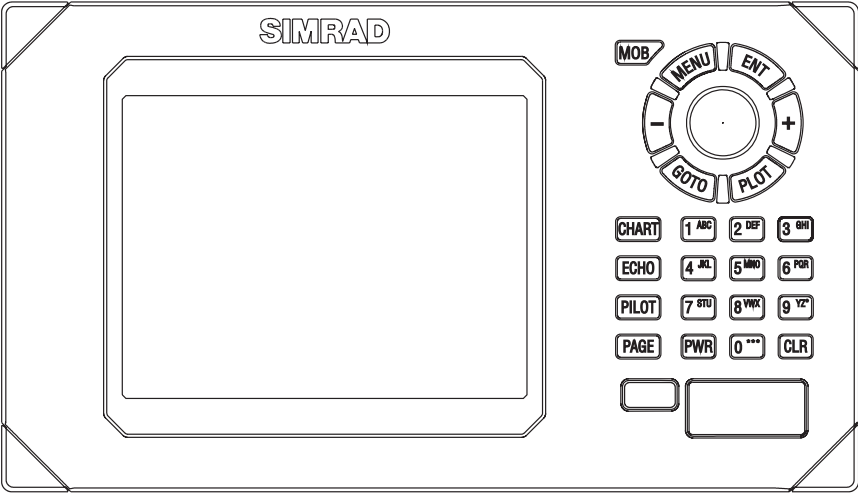 SIMRAD
MOB
MENU
ENT
-
+
GOTO
PLOT
CHART 1 ABC 2 DEF 3 GHI
ECHO 4 JKL 5 MNO 6 PQR
PILOT 7 STU 8 VWX 9 YZ°
PAGE PWR 0 *** CLR